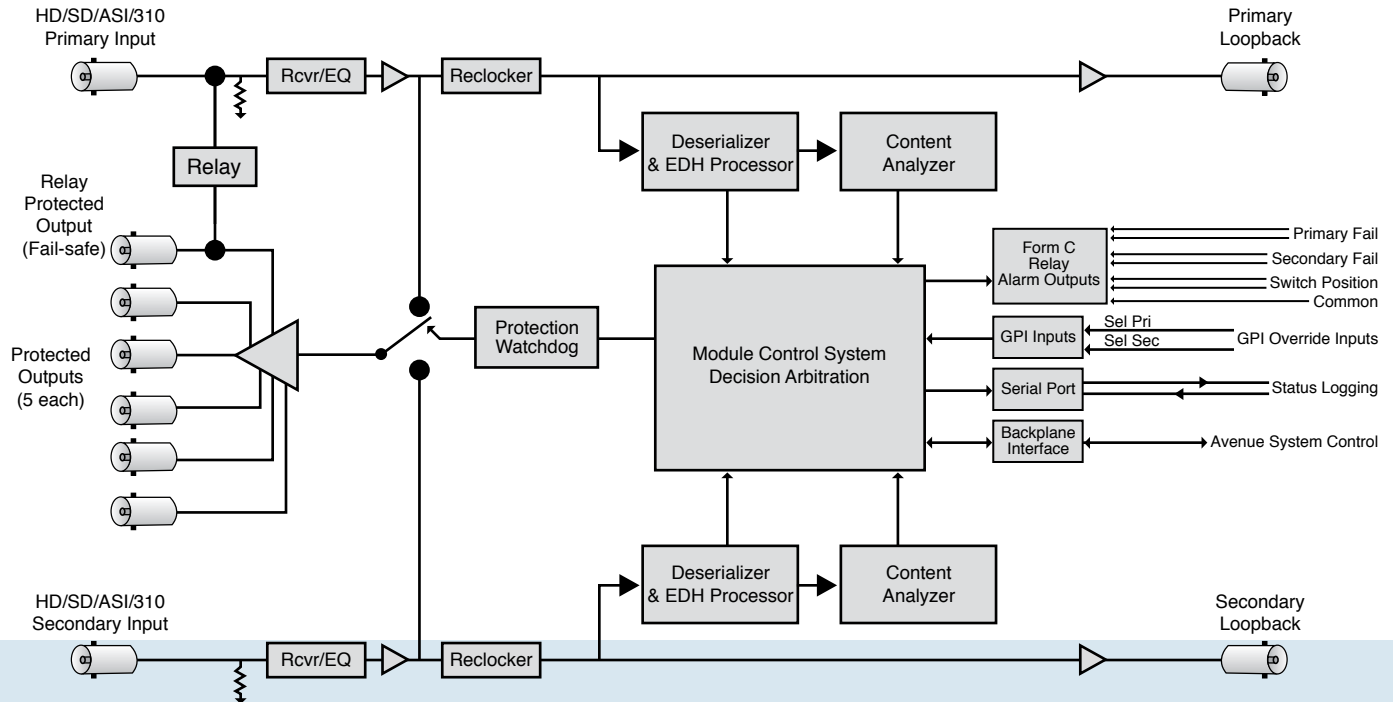 HD/SD/ASI/310
Primary Input
Primary
Loopback
Rcvr/EQ
Reclocker
Deserializer
& EDH Processor
Content
Analyzer
Relay
Relay
Protected
Output
(Fail-safe)
Form C
Relay
Alarm Outputs
Primary Fail
Secondary Fail
Switch Position
Common
Protection
Watchdog
Module Control System
Decision Arbitration
GPI Inputs
Sel Pri
Sel Sec
GPI Override Inputs
Protected
Outputs
(5 each)
Serial Port
Status Logging
Backplane
Interface
Avenue System Control
Deserializer
& EDH Processor
Content
Analyzer
HD/SD/ASI/310
Secondary Input
Secondary
Loopback
Rcvr/EQ
Reclocker